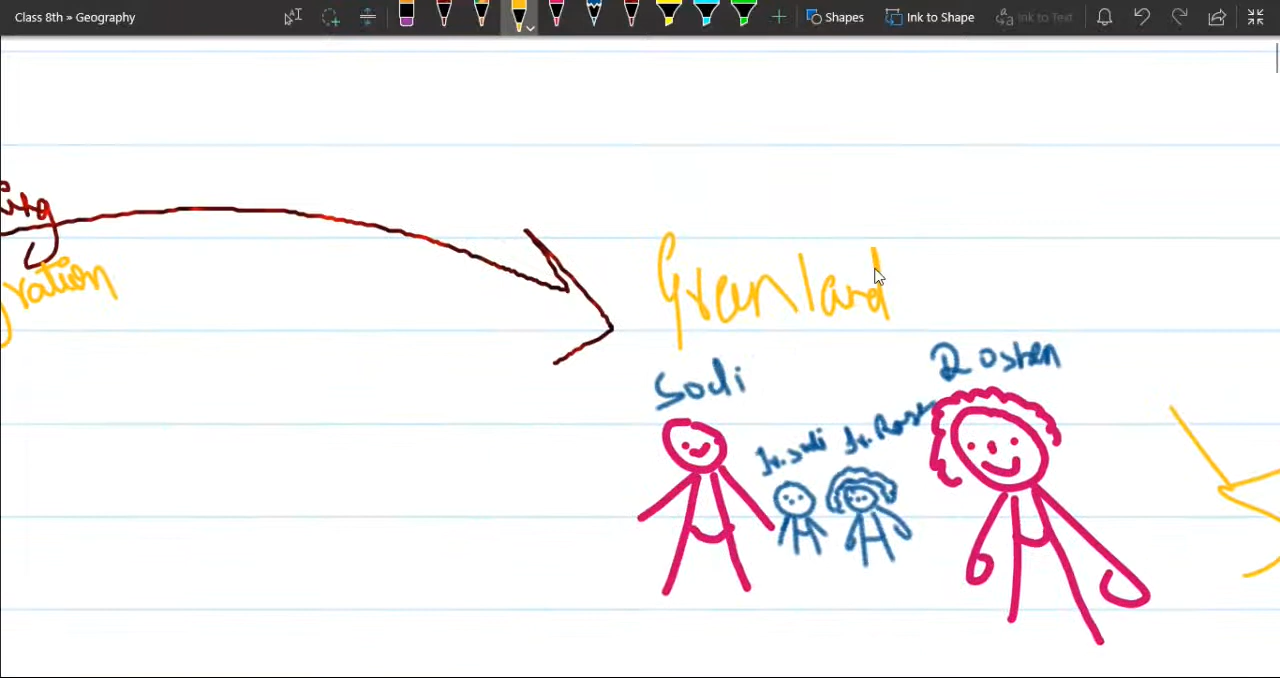 Class 8th » Geography
Shapes
Ink to Shape
Ink to Text
ration
Greenland
Sodi
Rosten
Jr. Sodi